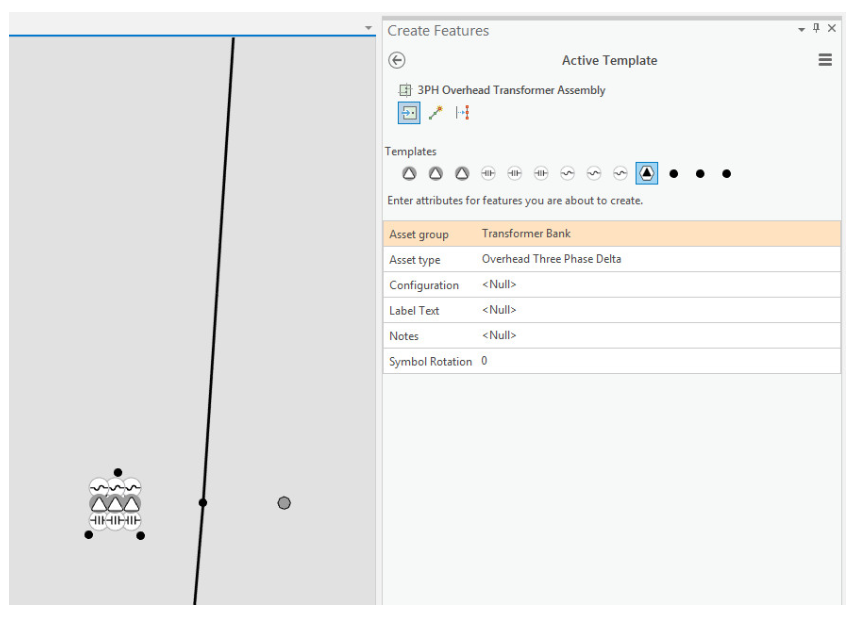 Create Features
Active Template
3PH Overhead Transformer Assembly
Templates
Enter attributes for features you are about to create.
Asset group Transformer Bank
Asset type Overhead Three Phase Delta
Configuration <Null>
Label Text <Null>
Notes <Null>
Symbol Rotation 0